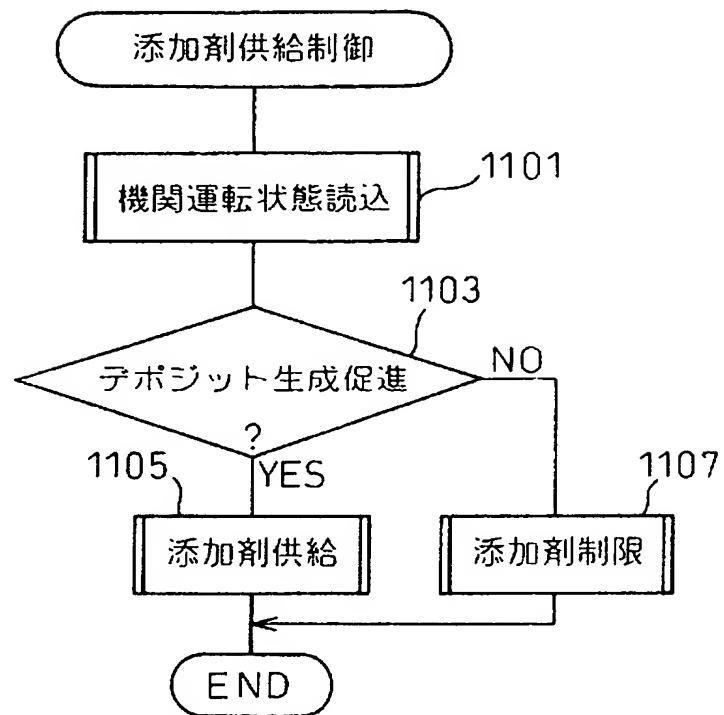 添加剤供給制御
機関運転状態読込
1101
1103
デポジット生成促進
?
NO
YES
1105
添加剤供給
1107
添加剤制限
END